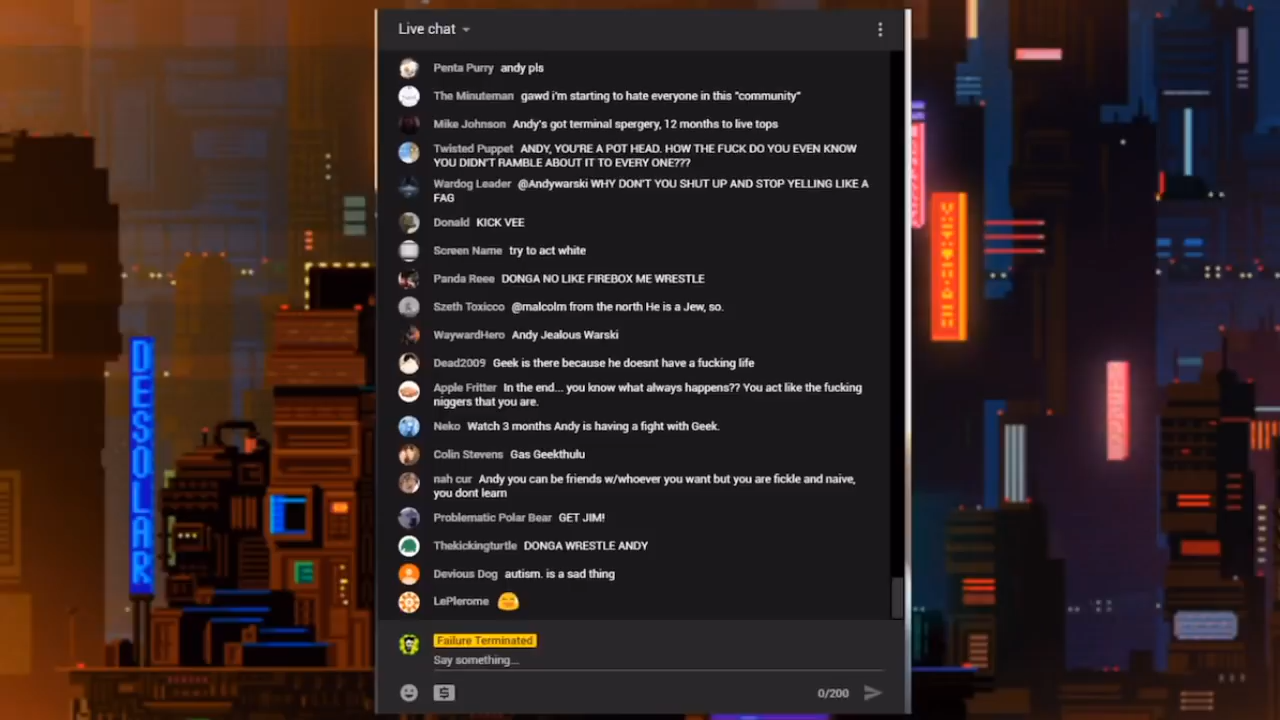 Live chat
Penta Purry andy pls
The Minuteman gawd i'm starting to hate everyone in this "community"
Mike Johnson Andy's got terminal spergery, 12 months to live tops
Twisted Puppet ANDY, YOU'RE A POT HEAD. HOW THE FUCK DO YOU EVEN KNOW
YOU DIDN'T RAMBLE ABOUT IT TO EVERY ONE???
Wardog Leader @Andywarski WHY DON'T YOU SHUT UP AND STOP YELLING LIKE A
FAG
Donald KICK VEE
Screen Name try to act white
Panda Reee DONGA NO LIKE FIREBOX ME WRESTLE
Szeth Toxicco @malcolm from the north He is a Jew, so.
WaywardHero Andy Jealous Warski
Dead2009 Geek is there because he doesnt have a fucking life
Apple Fritter In the end... you know what always happens?? You act like the fucking
niggers that you are.
Neko Watch 3 months Andy is having a fight with Geek.
Colin Stevens Gas Geekthulu
nah cur Andy you can be friends w/whoever you want but you are fickle and naive,
you dont learn
Problematic Polar Bear GET JIM!
Thekickingturtle DONGA WRESTLE ANDY
Devious Dog autism. is a sad thing
LePlerome
Failure Terminated
Say something...
0/200
DESOLAR